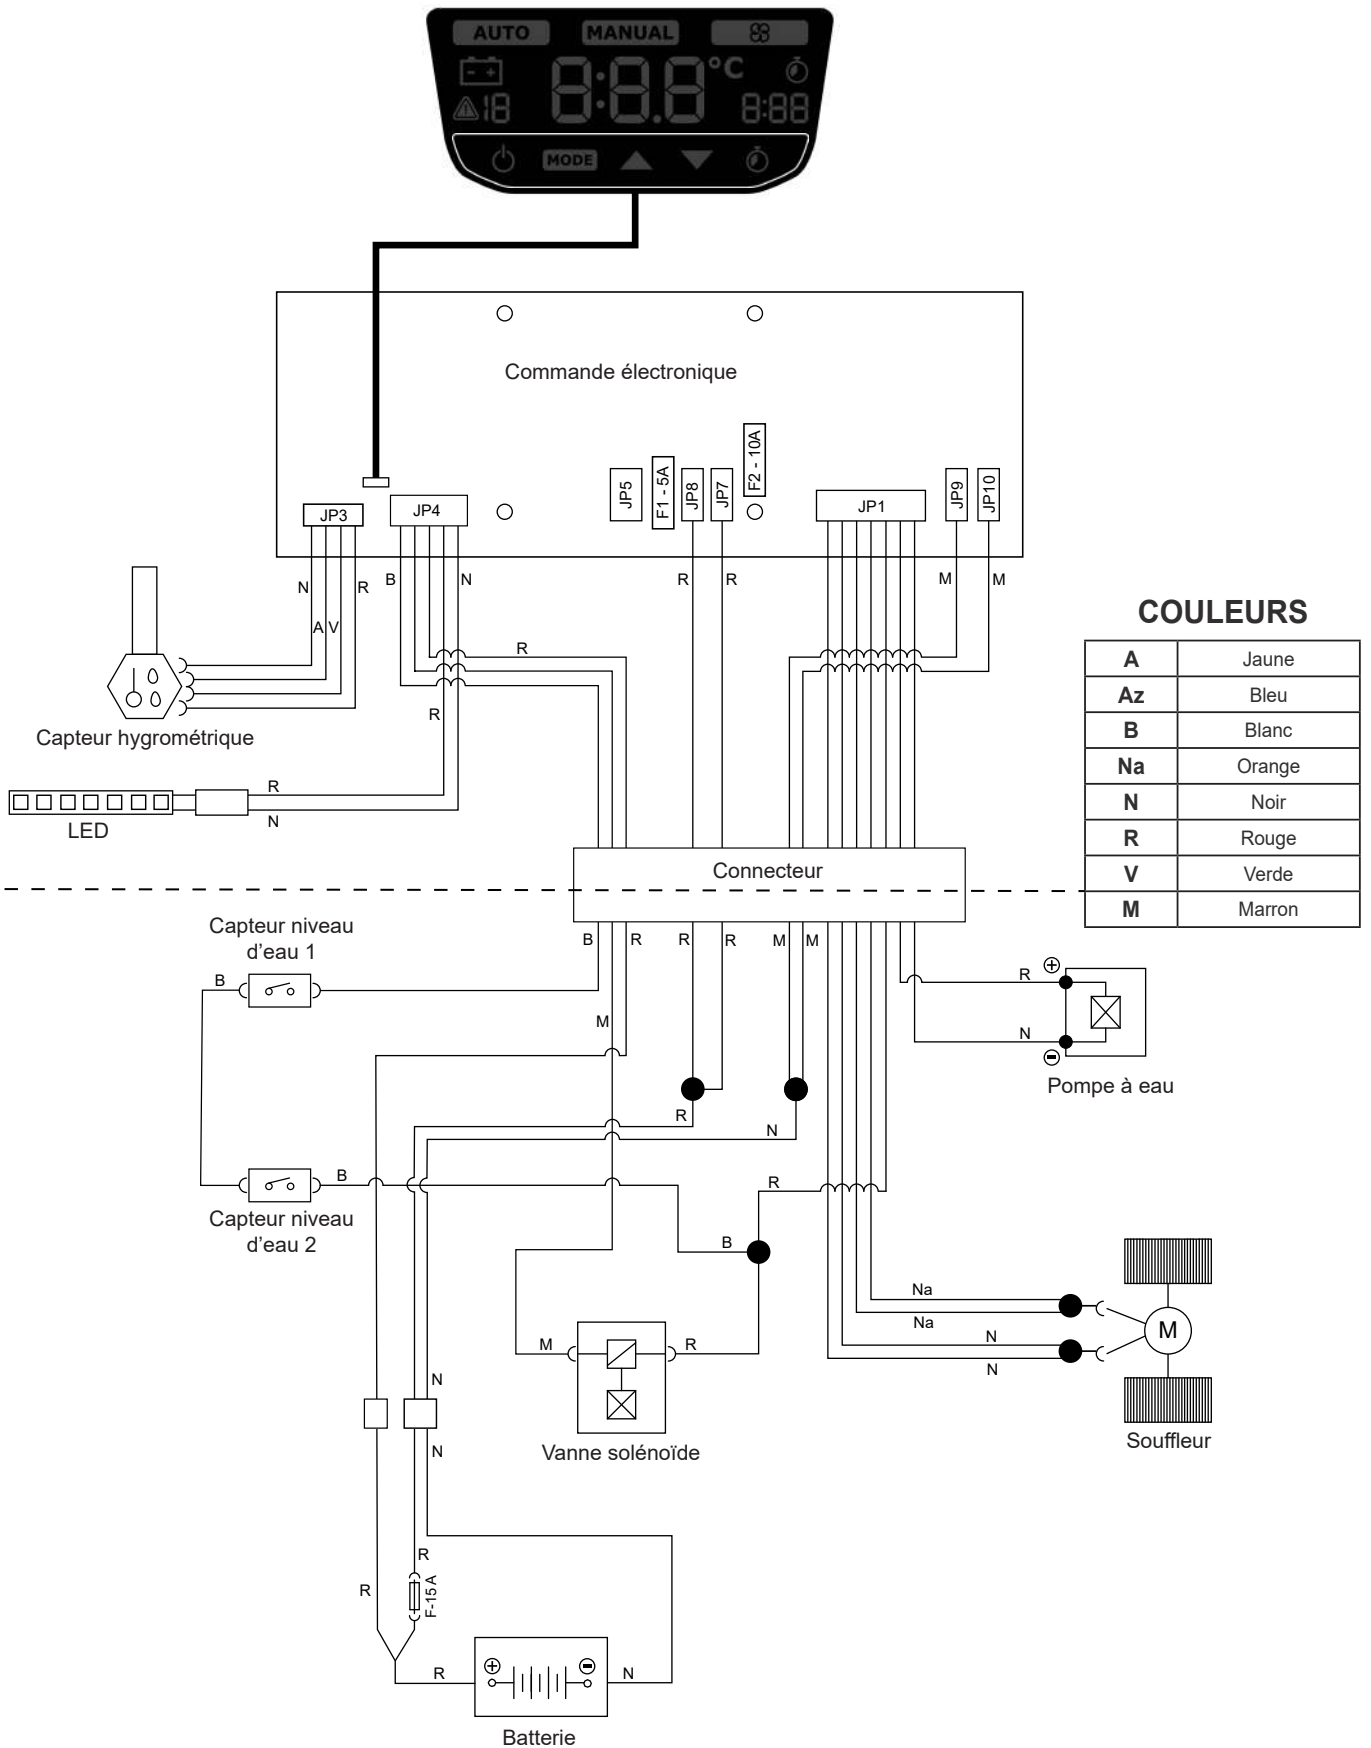 AUTO MANUAL 88
- +
8:8.8 °C
18 8:88
MODE
Commande électronique
JP3
JP4
JP5
F1 - 5A
JP8
JP7
F2 - 10A
JP1
JP9
JP10
N R B N R R M M
A V
R
R
Capteur hygrométrique
R
N
LED
COULEURS
A Jaune
Az Bleu
B Blanc
Na Orange
N Noir
R Rouge
V Verde
M Marron
Connecteur
B R R R M M
Capteur niveau
d'eau 1
B
M
R
N
Pompe à eau
R
N
B
Capteur niveau
d'eau 2
R
B
M R
Vanne solénoïde
Na
Na
N
N
M
Souffleur
N
N
R
R
F-15 A
R N
Batterie